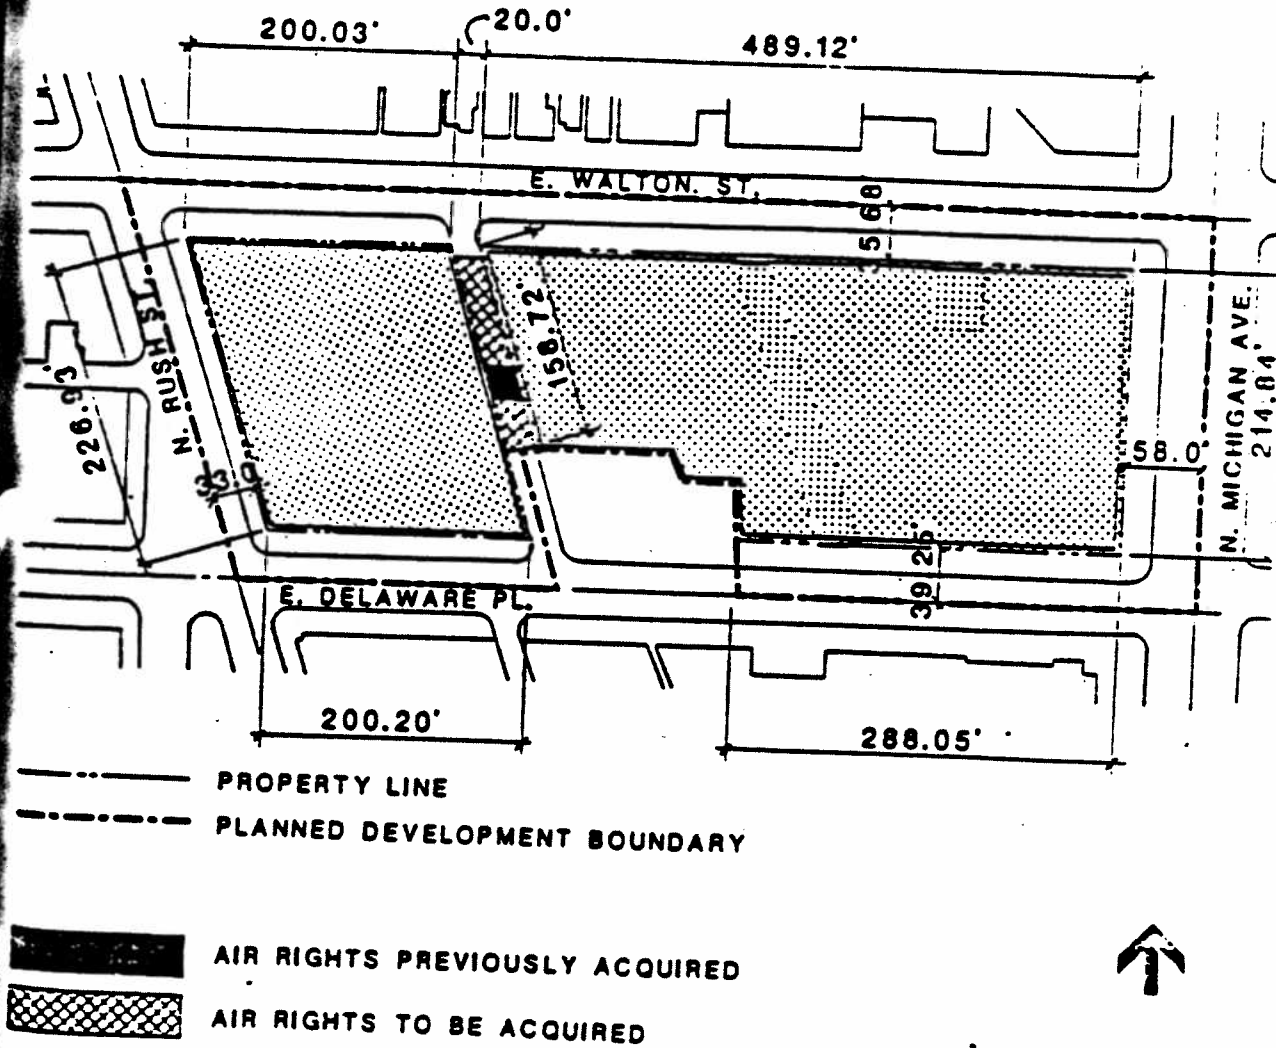 200.03'
20.0'
489.12'
E. WALTON. ST.
N. RUSH ST.
226.93'
33.0
158.72'
N. MICHIGAN AVE.
214.84'
58.0'
39.25'
E. DELAWARE PL.
200.20'
288.05'
PROPERTY LINE
PLANNED DEVELOPMENT BOUNDARY
AIR RIGHTS PREVIOUSLY ACQUIRED
AIR RIGHTS TO BE ACQUIRED